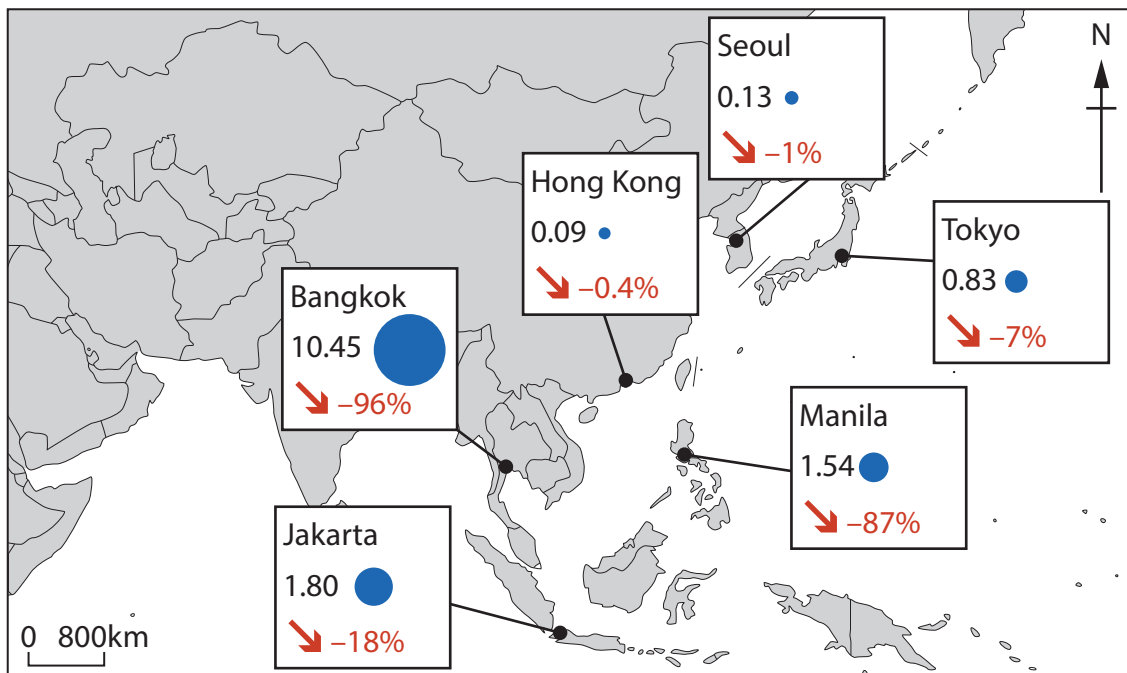 Seoul
0.13
–1%
N
Hong Kong
0.09
–0.4%
Tokyo
0.83
–7%
Bangkok
10.45
–96%
Manila
1.54
–87%
Jakarta
1.80
–18%
0 800km